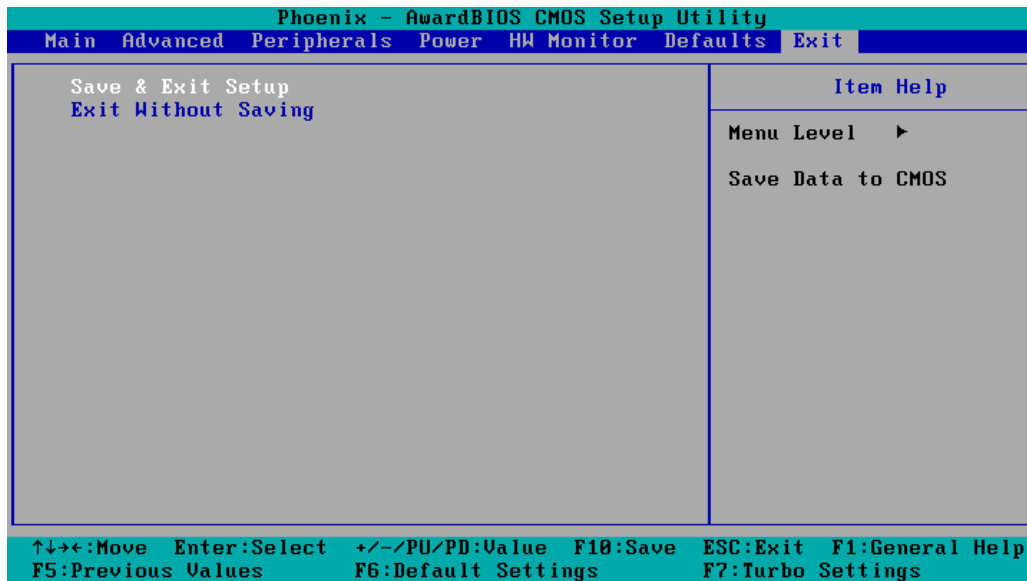 Phoenix - AwardBIOS CMOS Setup Utility
Main Advanced Peripherals Power HW Monitor Defaults Exit
Save & Exit Setup
Exit Without Saving
Item Help
Menu Level ▶
Save Data to CMOS
↑↓→←:Move Enter:Select +/-/PU/PD:Value F10:Save ESC:Exit F1:General Help
F5:Previous Values F6:Default Settings F7:Turbo Settings